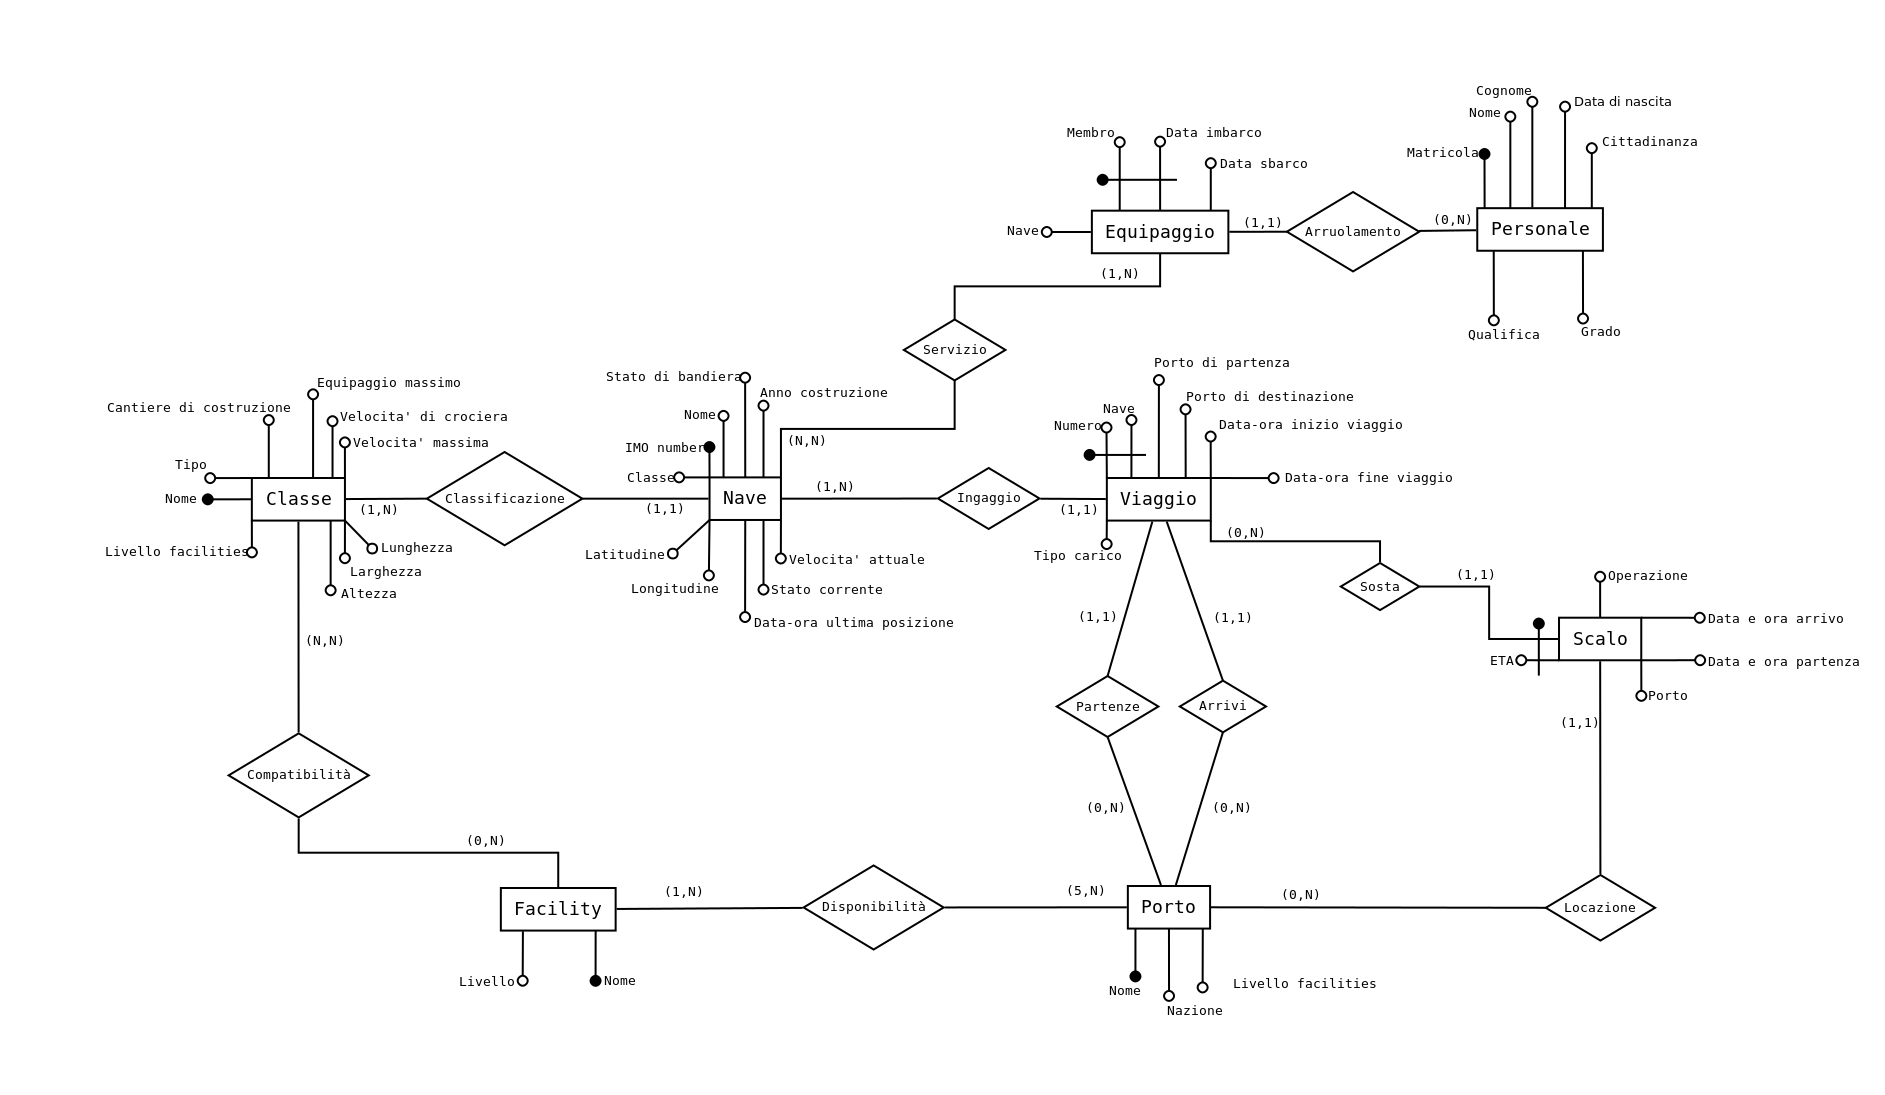 Cognome
Data di nascita
Nome
Membro
Data imbarco
Cittadinanza
Matricola
Data sbarco
(1,1)
(0,N)
Nave
Equipaggio
Arruolamento
Personale
(1,N)
Qualifica
Grado
Servizio
Porto di partenza
Stato di bandiera
Equipaggio massimo
Anno costruzione
Porto di destinazione
Cantiere di costruzione
Nave
Nome
Velocita' di crociera
Numero
Data-ora inizio viaggio
Velocita' massima
(N,N)
IMO number
Tipo
Classe
Data-ora fine viaggio
(1,N)
Nome
Classe
Classificazione
Nave
Ingaggio
Viaggio
(1,N)
(1,1)
(1,1)
(0,N)
Livello facilities
Lunghezza
Latitudine
Velocita' attuale
Tipo carico
Larghezza
(1,1)
Operazione
Altezza
Longitudine
Stato corrente
Sosta
Data-ora ultima posizione
(1,1)
(1,1)
Data e ora arrivo
(N,N)
Scalo
ETA
Data e ora partenza
Porto
Partenze
Arrivi
(1,1)
Compatibilità
(0,N)
(0,N)
(0,N)
(1,N)
(5,N)
(0,N)
Facility
Disponibilità
Porto
Locazione
Livello
Nome
Nome
Livello facilities
Nazione